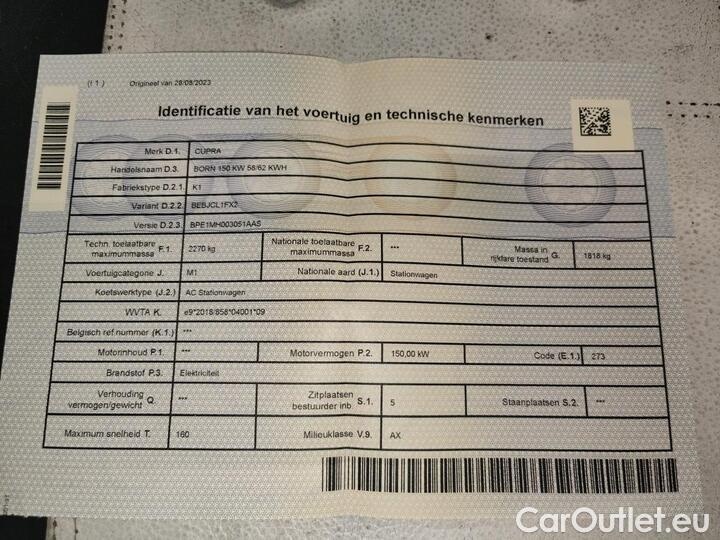 (f 1) Origineel van 28/08/2023
Identificatie van het voertuig en technische kenmerken
Merk D.1. CUPRA
Handelsnaam D.3. BORN 150 KW 58/62 KWH
Fabriekstype D.2.1. K1
Variant D.2.2. BEBJCL1FX2
Versie D.2.3. BPE1MH003051AAS
Techn. toelaatbare maximummassa F.1. 2270 kg Nationale toelaatbare maximummassa F.2. *** Massa in rijklare toestand G. 1818 kg
Voertuigcategorie J. M1 Nationale aard (J.1.) Stationwagen
Koetswerktype (J.2.) AC Stationwagen
WVTA K. e9*2018/858*04001*09
Belgisch ref.nummer (K.1.) ***
Motorinhoud P.1. *** Motorvermogen P.2. 150,00 kW Code (E.1.) 273
Brandstof P.3. Elektriciteit
Verhouding vermogen/gewicht Q. *** Zitplaatsen bestuurder inb S.1. 5 Staanplaatsen S.2. ***
Maximum snelheid T. 160 Milieuklasse V.9. AX
CarOutlet.eu